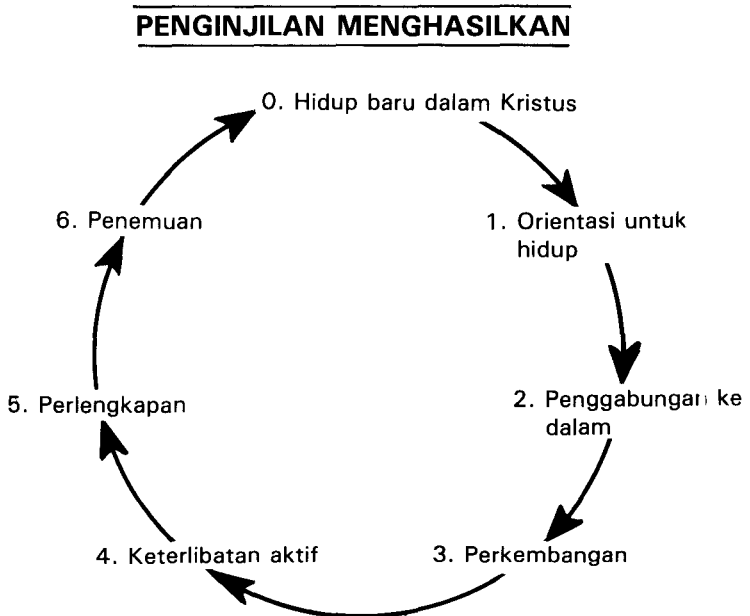 PENGINJILAN MENGHASILKAN
0. Hidup baru dalam Kristus
1. Orientasi untuk
hidup
2. Penggabungan ke
dalam
3. Perkembangan
4. Keterlibatan aktif
5. Perlengkapan
6. Penemuan